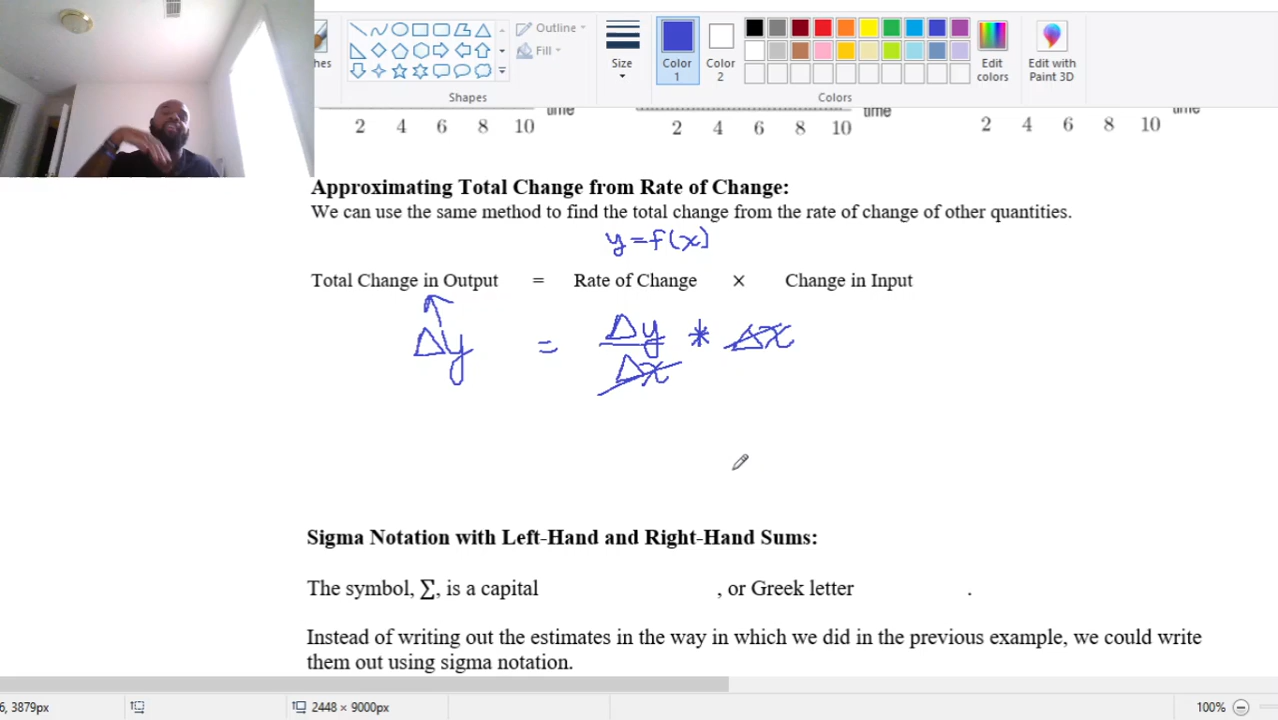 hes
Shapes
Outline
Fill
Size
Color 1
Color 2
Edit colors
Edit with Paint 3D
Colors
time
time
time
2 4 6 8 10
2 4 6 8 10
2 4 6 8 10
Approximating Total Change from Rate of Change:
We can use the same method to find the total change from the rate of change of other quantities.
y = f(x)
Total Change in Output = Rate of Change × Change in Input
Δy = Δy/Δx * Δx
Sigma Notation with Left-Hand and Right-Hand Sums:
The symbol, Σ, is a capital , or Greek letter .
Instead of writing out the estimates in the way in which we did in the previous example, we could write
them out using sigma notation.
6, 3879px
2448 × 9000px
100%